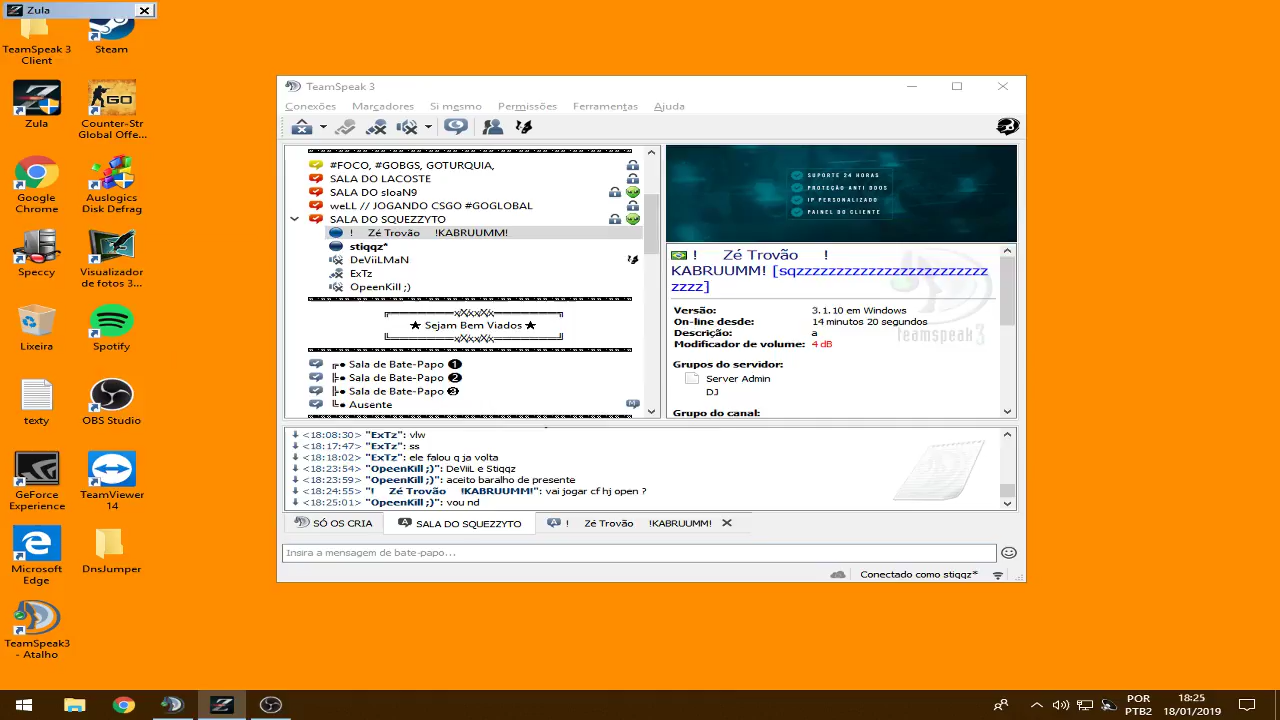 Zula
TeamSpeak 3
Client
Steam
Zula
Counter-Str
Global Offe...
Google
Chrome
Auslogics
Disk Defrag
Speccy
Visualizador
de fotos 3...
Lixeira
Spotify
texty
OBS Studio
GeForce
Experience
TeamViewer
14
Microsoft
Edge
DnsJumper
TeamSpeak3
- Atalho
TeamSpeak 3
Conexões Marcadores Si mesmo Permissões Ferramentas Ajuda
#FOCO, #GOBGS, GOTURQUIA,
SALA DO LACOSTE
SALA DO sloaN9
weLL // JOGANDO CSGO #GOGLOBAL
SALA DO SQUEZZYTO
! Zé Trovão !KABRUUMM!
stiqqz*
DeViiLMaN
ExTz
OpeenKill ;)
╔═════════xXxXx═════════╗
★ Sejam Bem Viados ★
╚═════════xXxXx═════════╝
╔● Sala de Bate-Papo ❶
╠● Sala de Bate-Papo ❷
╠● Sala de Bate-Papo ❸
╚● Ausente
SUPORTE 24 HORAS
PROTEÇÃO ANTI DDOS
IP PERSONALIZADO
PAINEL DO CLIENTE
! Zé Trovão !
KABRUUMM! [sqzzzzzzzzzzzzzzzzzzzzzzzz
zzzz]
Versão: 3.1.10 em Windows
On-line desde: 14 minutos 20 segundos
Descrição: a
Modificador de volume: 4 dB
Grupos do servidor:
Server Admin
DJ
Grupo do canal:
teamspeak3
<18:08:30> "ExTz": vlw
<18:17:47> "ExTz": ss
<18:18:02> "ExTz": ele falou q ja volta
<18:23:54> "OpeenKill ;)": DeViiL e Stiqqz
<18:23:59> "OpeenKill ;)": aceito baralho de presente
<18:24:55> "! Zé Trovão !KABRUUMM!": vai jogar cf hj open ?
<18:25:01> "OpeenKill ;)": vou nd
SÓ OS CRIA
SALA DO SQUEZZYTO
! Zé Trovão !KABRUUMM!
Insira a mensagem de bate-papo...
Conectado como stiqqz*
POR
PTB2
18:25
18/01/2019